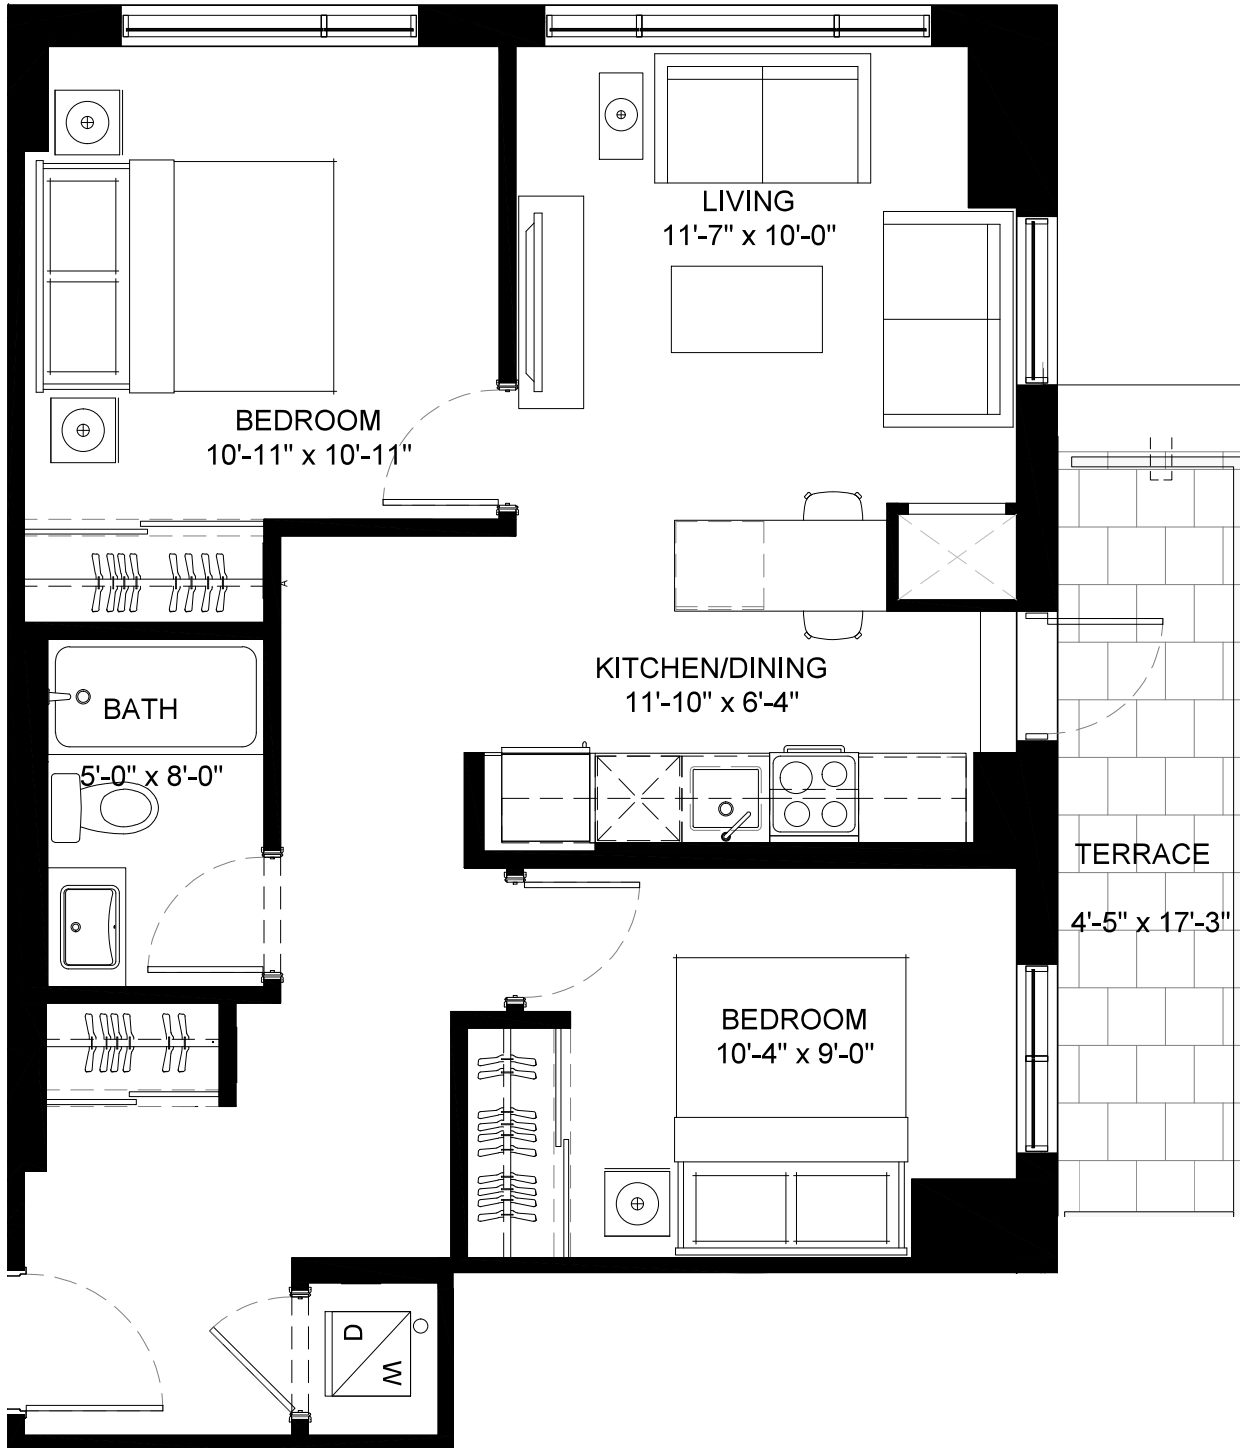 LIVING
11'-7" x 10'-0"
BEDROOM
10'-11" x 10'-11"
KITCHEN/DINING
11'-10" x 6'-4"
BATH
5'-0" x 8'-0"
TERRACE
4'-5" x 17'-3"
BEDROOM
10'-4" x 9'-0"
D
W